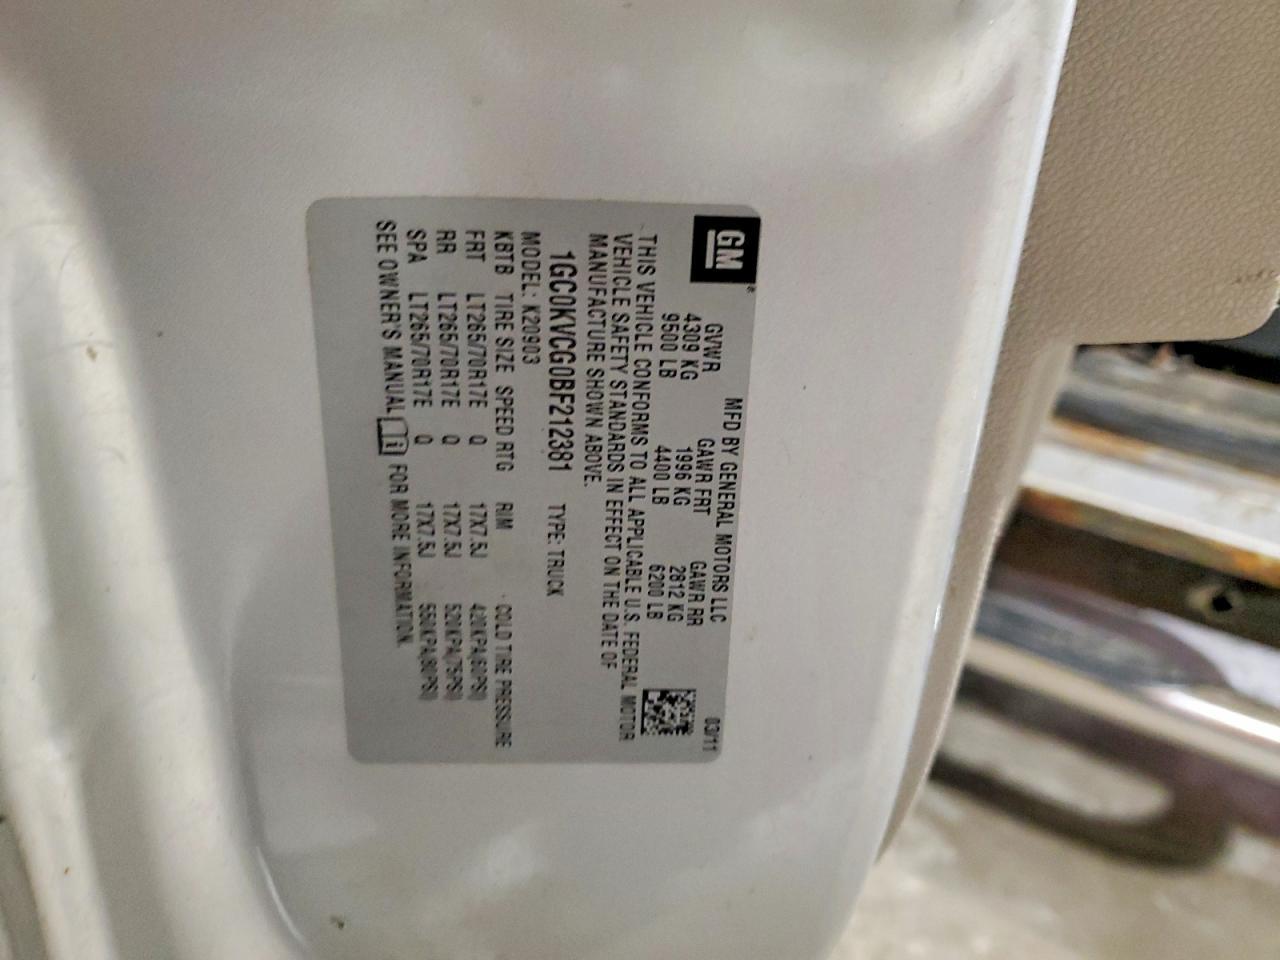 GM
MFD BY GENERAL MOTORS LLC 03/11
GVWR GAWR FRT GAWR RR
4309 KG 1996 KG 2812 KG
9500 LB 4400 LB 6200 LB
THIS VEHICLE CONFORMS TO ALL APPLICABLE U.S. FEDERAL MOTOR
VEHICLE SAFETY STANDARDS IN EFFECT ON THE DATE OF
MANUFACTURE SHOWN ABOVE.
1GC0KVCG0BF212381 TYPE: TRUCK
MODEL: K20903
KBTB TIRE SIZE SPEED RTG RIM COLD TIRE PRESSURE
FRT LT265/70R17E Q 17X7.5J 420KPA(60PSI)
RR LT265/70R17E Q 17X7.5J 520KPA(75PSI)
SPA LT265/70R17E Q 17X7.5J 550KPA(80PSI)
SEE OWNER'S MANUAL FOR MORE INFORMATION.